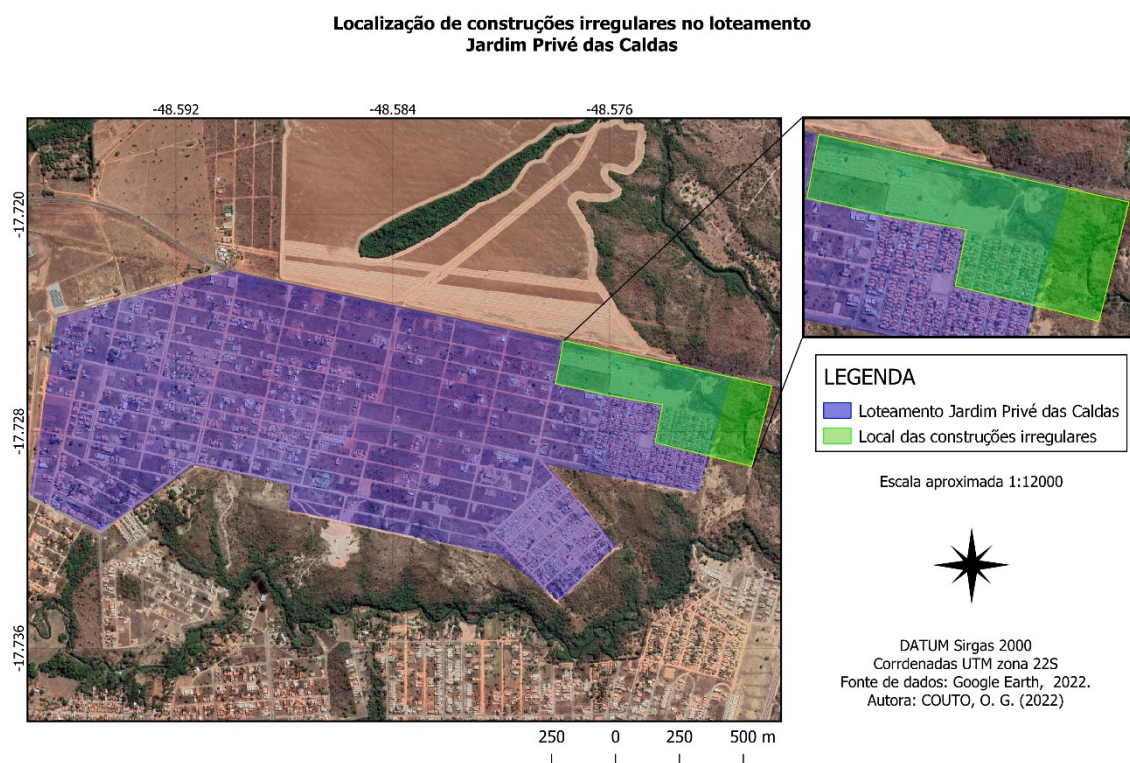 Localização de construções irregulares no loteamento
Jardim Privé das Caldas
-48.592
-48.584
-48.576
-17.720
-17.728
-17.736
LEGENDA
Loteamento Jardim Privé das Caldas
Local das construções irregulares
Escala aproximada 1:12000
DATUM Sirgas 2000
Corrdenadas UTM zona 22S
Fonte de dados: Google Earth, 2022.
Autora: COUTO, O. G. (2022)
250 0 250 500 m